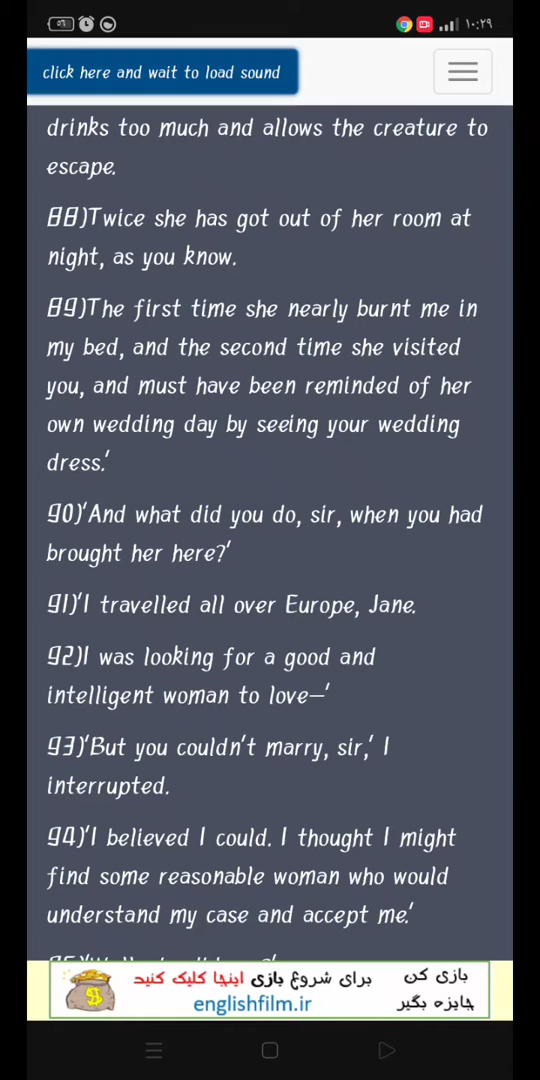 ۵۶
۱۰:۲۹
click here and wait to load sound
drinks too much and allows the creature to
escape.
88)Twice she has got out of her room at
night, as you know.
89)The first time she nearly burnt me in
my bed, and the second time she visited
you, and must have been reminded of her
own wedding day by seeing your wedding
dress.'
90)'And what did you do, sir, when you had
brought her here?'
91)'I travelled all over Europe, Jane.
92)I was looking for a good and
intelligent woman to love—'
93)'But you couldn't marry, sir,' I
interrupted.
94)'I believed I could. I thought I might
find some reasonable woman who would
understand my case and accept me.'
بازی کن
جایزه بگیر
برای شروع بازی اینجا کلیک کنید
englishfilm.ir